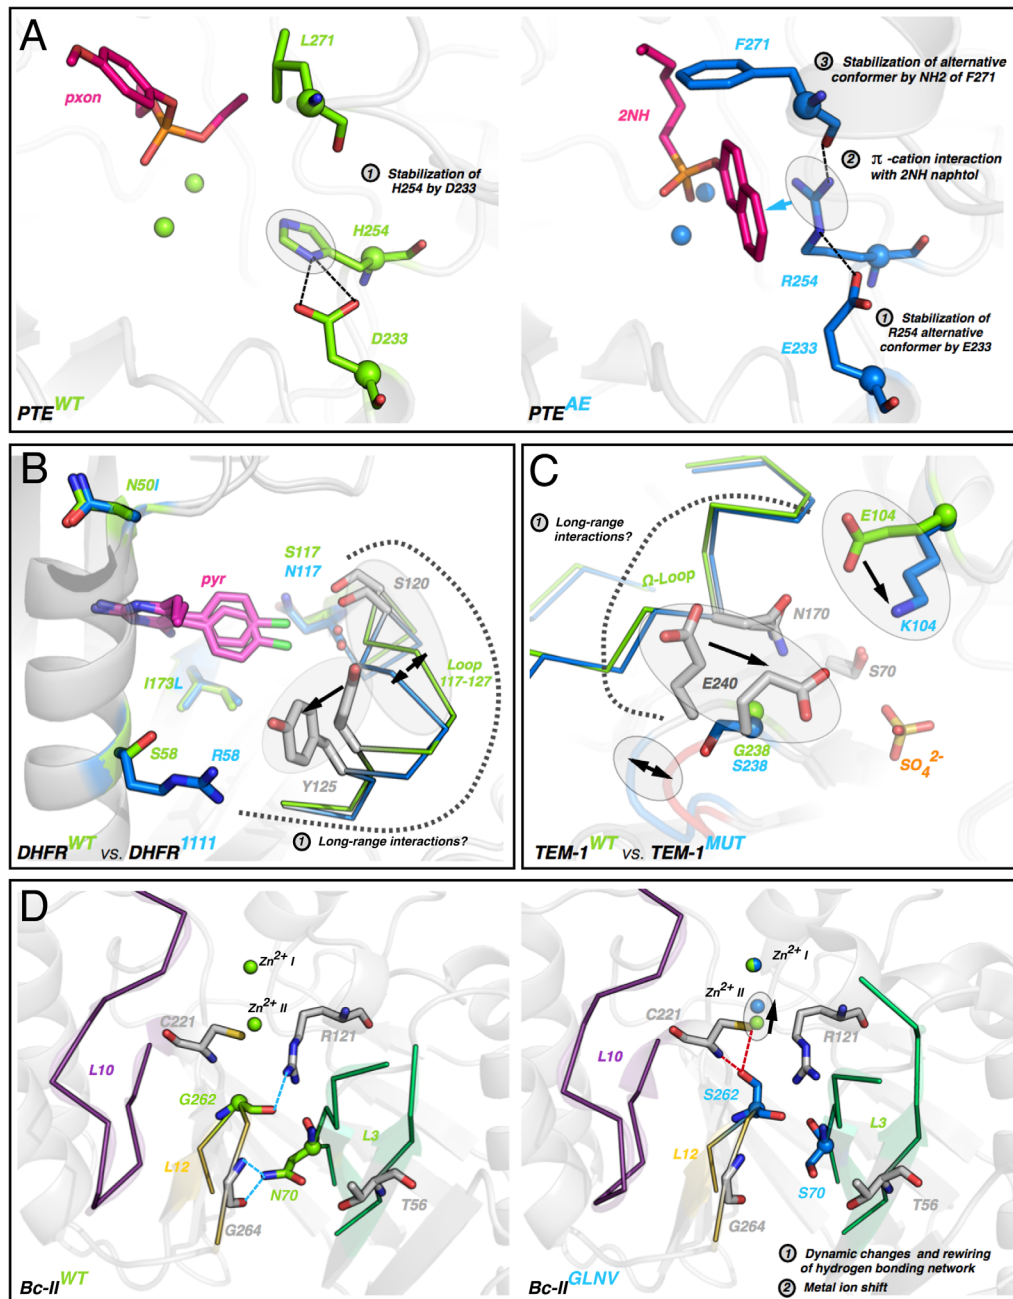 A
L271
pxon
1 Stabilization of
H254 by D233
H254
D233
PTE WT
F271
3 Stabilization of alternative
conformer by NH2 of F271
2NH
2 π -cation interaction
with 2NH naphtol
R254
1 Stabilization of
R254 alternative
conformer by E233
E233
PTE AE
B
N50I
S117
N117
pyr
S120
Loop
117-127
I173L
S58
R58
Y125
1 Long-range interactions?
DHFR WT vs. DHFR 1111
C
1 Long-range
interactions?
E104
Ω-Loop
N170
K104
S70
E240
G238
S238
SO4 2-
TEM-1 WT vs. TEM-1 MUT
D
Zn2+ I
Zn2+ II
C221
R121
L10
G262
L3
L12
N70
T56
G264
Bc-II WT
Zn2+ I
Zn2+ II
C221
R121
L10
S262
L3
L12
S70
T56
G264
1 Dynamic changes and rewiring
of hydrogen bonding network
2 Metal ion shift
Bc-II GLNV